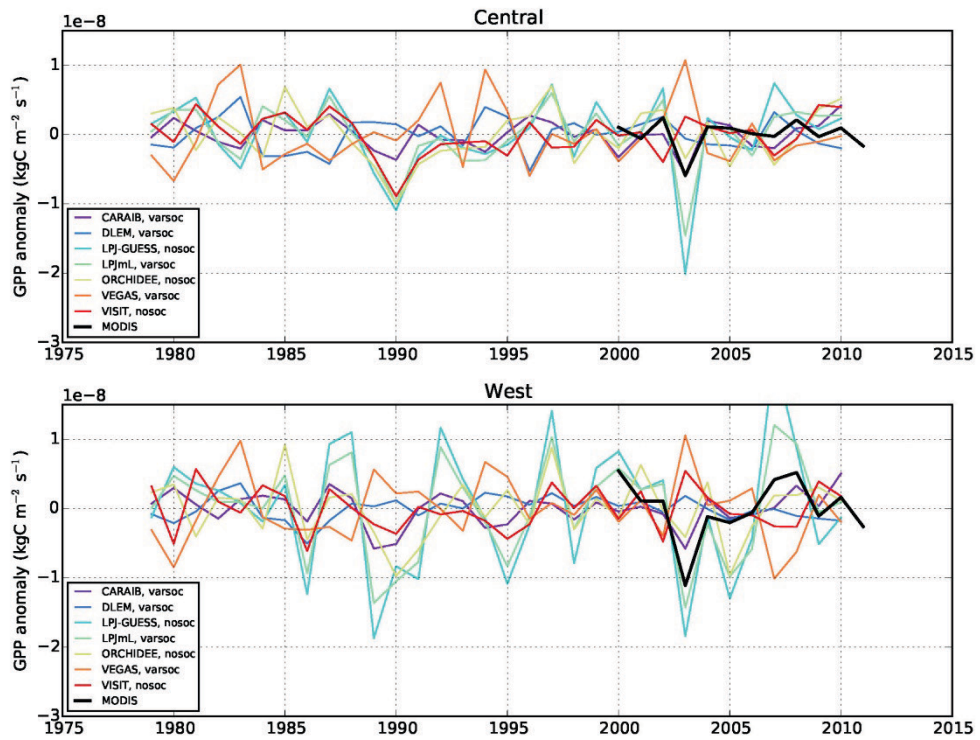 Central
1e−8
GPP anomaly (kgC m⁻² s⁻¹)
1
0
−1
−2
−3
CARAIB, varsoc
DLEM, varsoc
LPJ-GUESS, nosoc
LPJmL, varsoc
ORCHIDEE, nosoc
VEGAS, varsoc
VISIT, nosoc
MODIS
1975 1980 1985 1990 1995 2000 2005 2010 2015
West
1e−8
GPP anomaly (kgC m⁻² s⁻¹)
1
0
−1
−2
−3
CARAIB, varsoc
DLEM, varsoc
LPJ-GUESS, nosoc
LPJmL, varsoc
ORCHIDEE, nosoc
VEGAS, varsoc
VISIT, nosoc
MODIS
1975 1980 1985 1990 1995 2000 2005 2010 2015